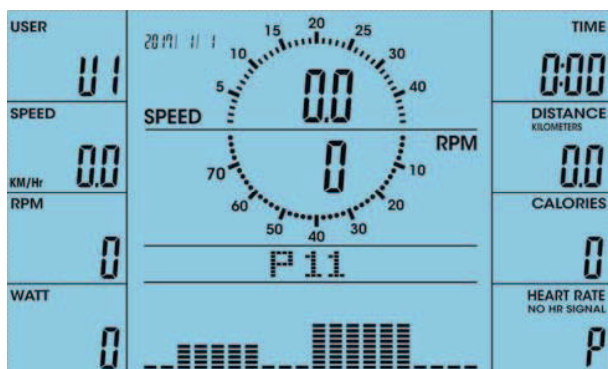 USER
U1
SPEED
0.0
KM/Hr
RPM
0
WATT
0
2017/ 1/ 1
5
10
15
20
25
30
40
0.0
SPEED
RPM
0
70
60
50
40
30
20
10
P11
TIME
0:00
DISTANCE
KILOMETERS
0.0
CALORIES
0
HEART RATE
NO HR SIGNAL
P